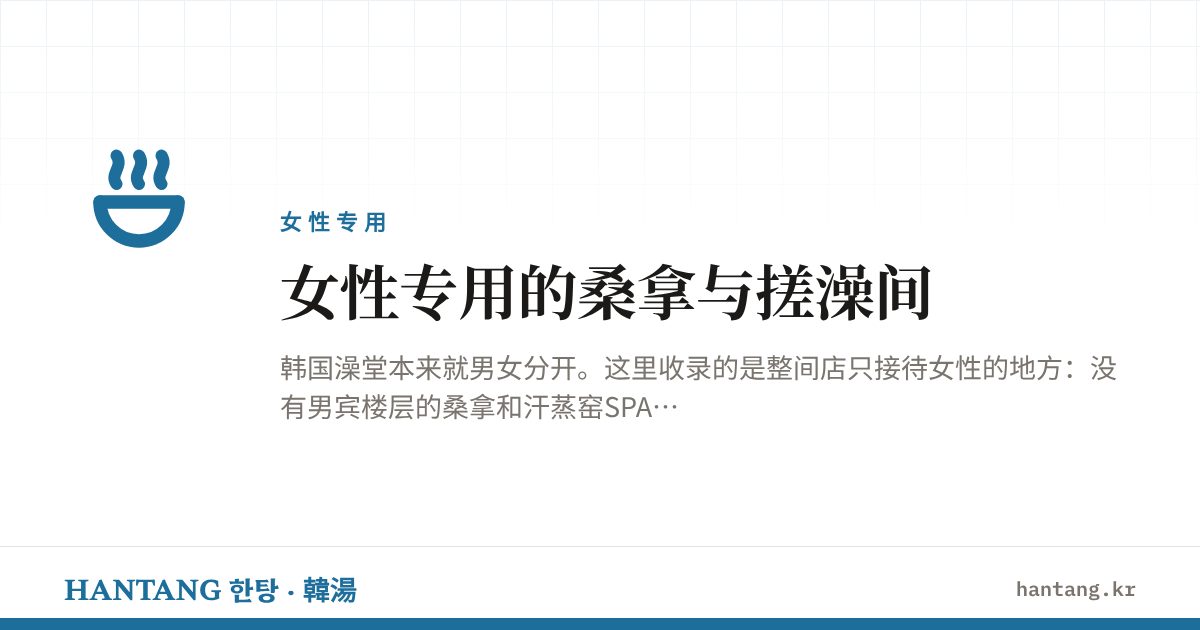 女性专用
女性专用的桑拿与搓澡间
韩国澡堂本来就男女分开。这里收录的是整间店只接待女性的地方：没
有男宾楼层的桑拿和汗蒸窑SPA…
HANTANG 한탕 · 韓湯
hantang.kr